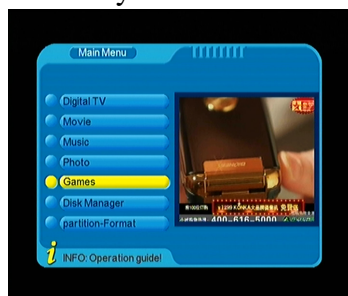 Main Menu
Digital TV
Movie
Music
Photo
Games
Disk Manager
partition-Format
400-616-5000
i INFO: Operation guide!